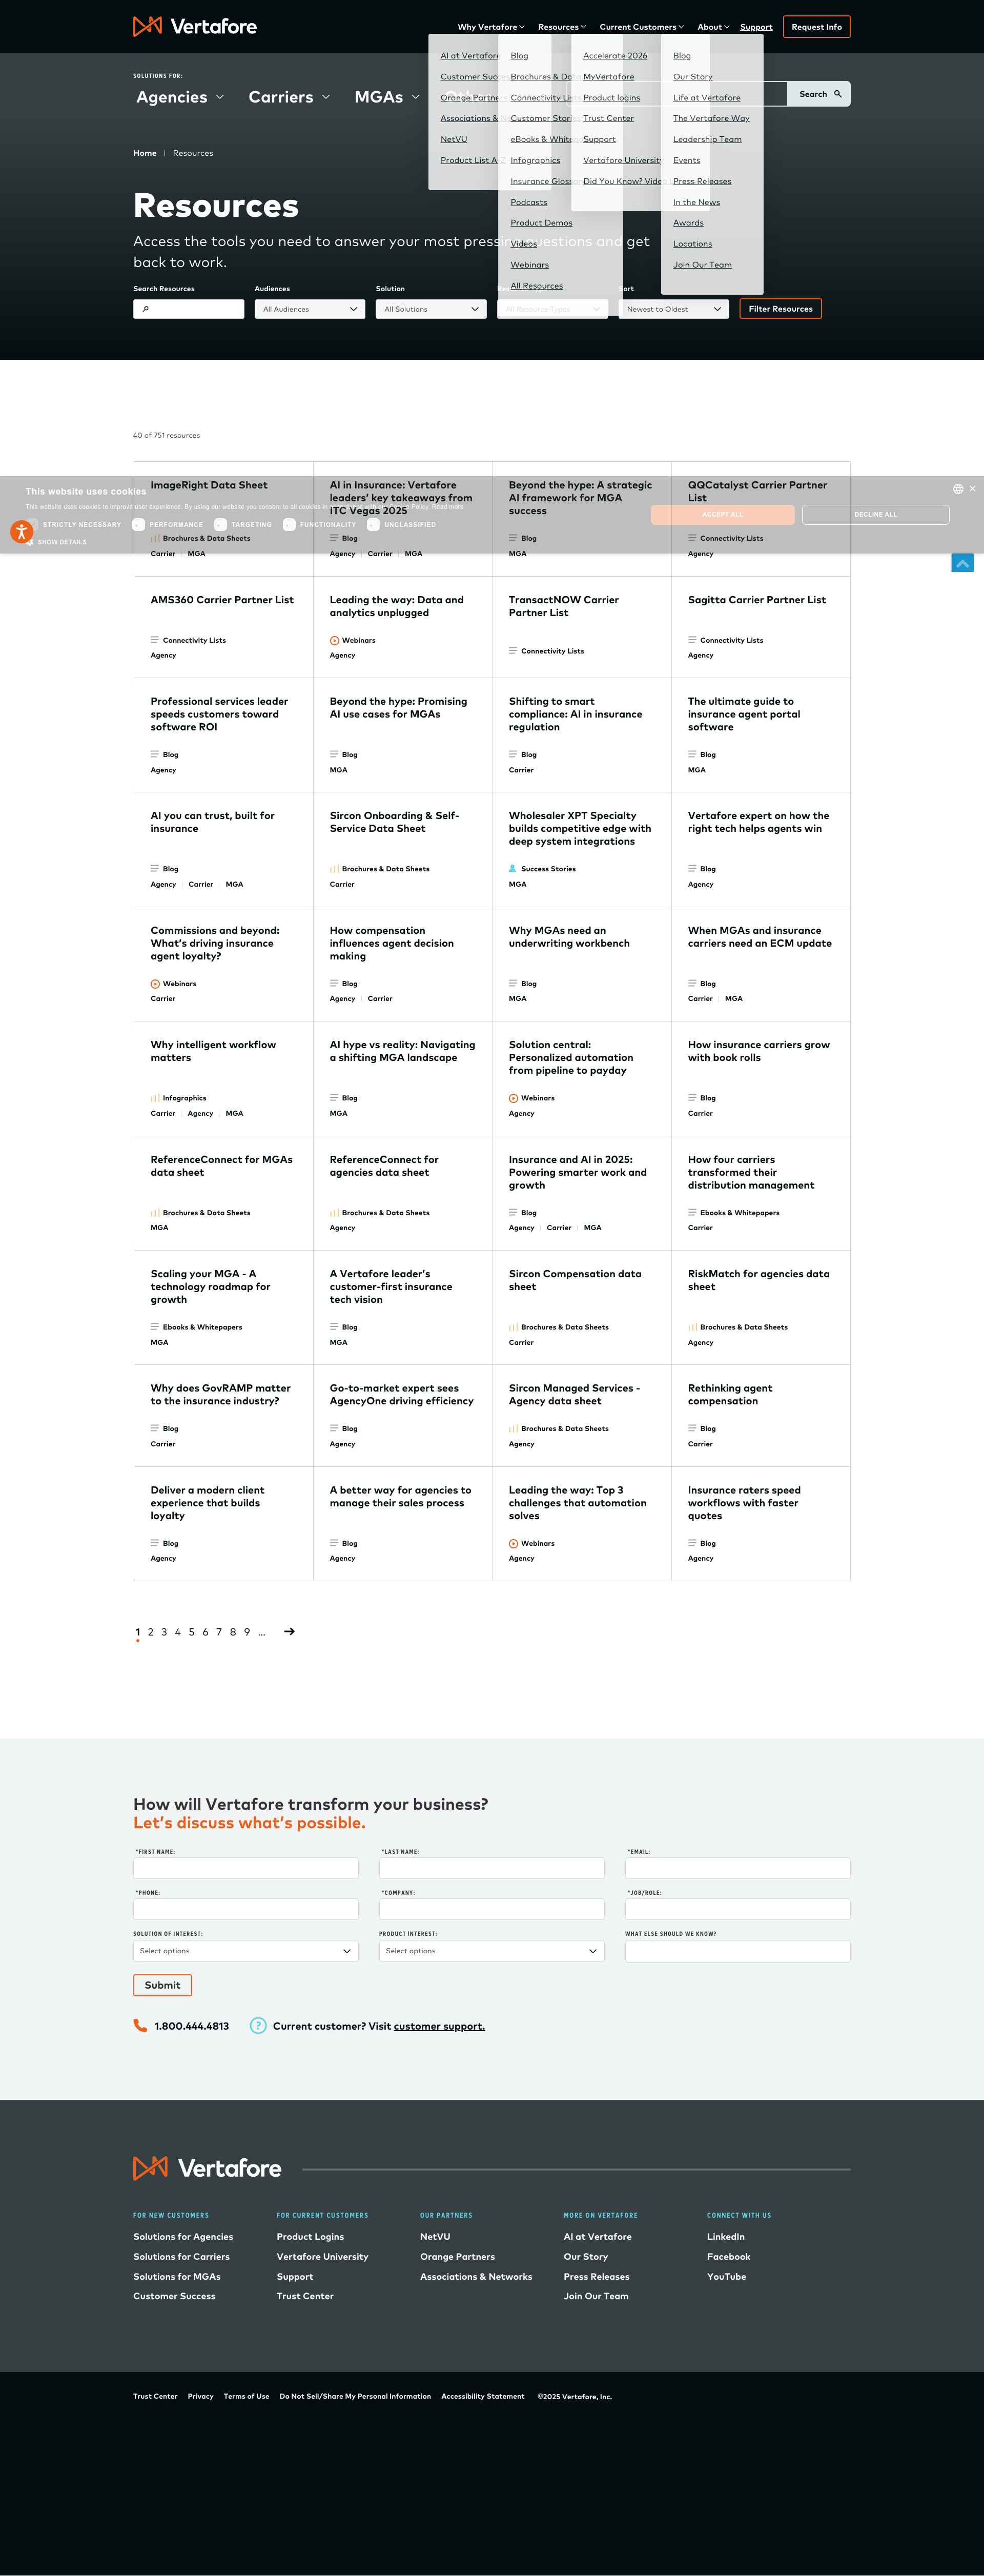 Vertafore
Why Vertafore
Resources
Current Customers
About
Support
Request Info
AI at Vertafore
Customer Success
Orange Partners
Associations &
NetVU
Product List A-Z
Blog
Brochures & Data
Connectivity Lists
Customer Stories
eBooks &
Infographics
Insurance
Podcasts
Product Demos
Videos
Webinars
All Resources
Accelerate 2026
MyVertafore
Product logins
Trust Center
Support
Vertafore University
Did You Know?
Blog
Our Story
Life at Vertafore
The Vertafore Way
Leadership Team
Events
Press Releases
In the News
Awards
Locations
Join Our Team
SOLUTIONS FOR:
Agencies
Carriers
MGAs
Search
Home | Resources
Resources
Access the tools you need to answer your most pressing questions and get
back to work.
Search Resources
Audiences
Solution
Sort
All Audiences
All Solutions
All Resource Types
Newest to Oldest
Filter Resources
40 of 751 resources
ImageRight Data Sheet
Brochures & Data Sheets
Carrier | MGA
AI in Insurance: Vertafore
leaders’ key takeaways from
ITC Vegas 2025
Blog
Agency | Carrier | MGA
Beyond the hype: A strategic
AI framework for MGA
success
Blog
MGA
QQCatalyst Carrier Partner
List
Connectivity Lists
Agency
This website uses cookies
This website uses cookies to improve user experience. By using our website you consent to all cookies in
Policy. Read more
STRICTLY NECESSARY
PERFORMANCE
TARGETING
FUNCTIONALITY
UNCLASSIFIED
SHOW DETAILS
ACCEPT ALL
DECLINE ALL
×
AMS360 Carrier Partner List
Connectivity Lists
Agency
Leading the way: Data and
analytics unplugged
Webinars
Agency
TransactNOW Carrier
Partner List
Connectivity Lists
Sagitta Carrier Partner List
Connectivity Lists
Agency
Professional services leader
speeds customers toward
software ROI
Blog
Agency
Beyond the hype: Promising
AI use cases for MGAs
Blog
MGA
Shifting to smart
compliance: AI in insurance
regulation
Blog
Carrier
The ultimate guide to
insurance agent portal
software
Blog
MGA
AI you can trust, built for
insurance
Blog
Agency | Carrier | MGA
Sircon Onboarding & Self-
Service Data Sheet
Brochures & Data Sheets
Carrier
Wholesaler XPT Specialty
builds competitive edge with
deep system integrations
Success Stories
MGA
Vertafore expert on how the
right tech helps agents win
Blog
Agency
Commissions and beyond:
What’s driving insurance
agent loyalty?
Webinars
Carrier
How compensation
influences agent decision
making
Blog
Agency | Carrier
Why MGAs need an
underwriting workbench
Blog
MGA
When MGAs and insurance
carriers need an ECM update
Blog
Carrier | MGA
Why intelligent workflow
matters
Infographics
Carrier | Agency | MGA
AI hype vs reality: Navigating
a shifting MGA landscape
Blog
MGA
Solution central:
Personalized automation
from pipeline to payday
Webinars
Agency
How insurance carriers grow
with book rolls
Blog
Carrier
ReferenceConnect for MGAs
data sheet
Brochures & Data Sheets
MGA
ReferenceConnect for
agencies data sheet
Brochures & Data Sheets
Agency
Insurance and AI in 2025:
Powering smarter work and
growth
Blog
Agency | Carrier | MGA
How four carriers
transformed their
distribution management
Ebooks & Whitepapers
Carrier
Scaling your MGA - A
technology roadmap for
growth
Ebooks & Whitepapers
MGA
A Vertafore leader’s
customer-first insurance
tech vision
Blog
MGA
Sircon Compensation data
sheet
Brochures & Data Sheets
Carrier
RiskMatch for agencies data
sheet
Brochures & Data Sheets
Agency
Why does GovRAMP matter
to the insurance industry?
Blog
Carrier
Go-to-market expert sees
AgencyOne driving efficiency
Blog
Agency
Sircon Managed Services -
Agency data sheet
Brochures & Data Sheets
Agency
Rethinking agent
compensation
Blog
Carrier
Deliver a modern client
experience that builds
loyalty
Blog
Agency
A better way for agencies to
manage their sales process
Blog
Agency
Leading the way: Top 3
challenges that automation
solves
Webinars
Agency
Insurance raters speed
workflows with faster
quotes
Blog
Agency
1 2 3 4 5 6 7 8 9 ...
How will Vertafore transform your business?
Let’s discuss what’s possible.
*FIRST NAME:
*LAST NAME:
*EMAIL:
*PHONE:
*COMPANY:
*JOB/ROLE:
SOLUTION OF INTEREST:
PRODUCT INTEREST:
WHAT ELSE SHOULD WE KNOW?
Select options
Select options
Submit
1.800.444.4813
? Current customer? Visit customer support.
Vertafore
FOR NEW CUSTOMERS
Solutions for Agencies
Solutions for Carriers
Solutions for MGAs
Customer Success
FOR CURRENT CUSTOMERS
Product Logins
Vertafore University
Support
Trust Center
OUR PARTNERS
NetVU
Orange Partners
Associations & Networks
MORE ON VERTAFORE
AI at Vertafore
Our Story
Press Releases
Join Our Team
CONNECT WITH US
LinkedIn
Facebook
YouTube
Trust Center Privacy Terms of Use Do Not Sell/Share My Personal Information Accessibility Statement ©2025 Vertafore, Inc.